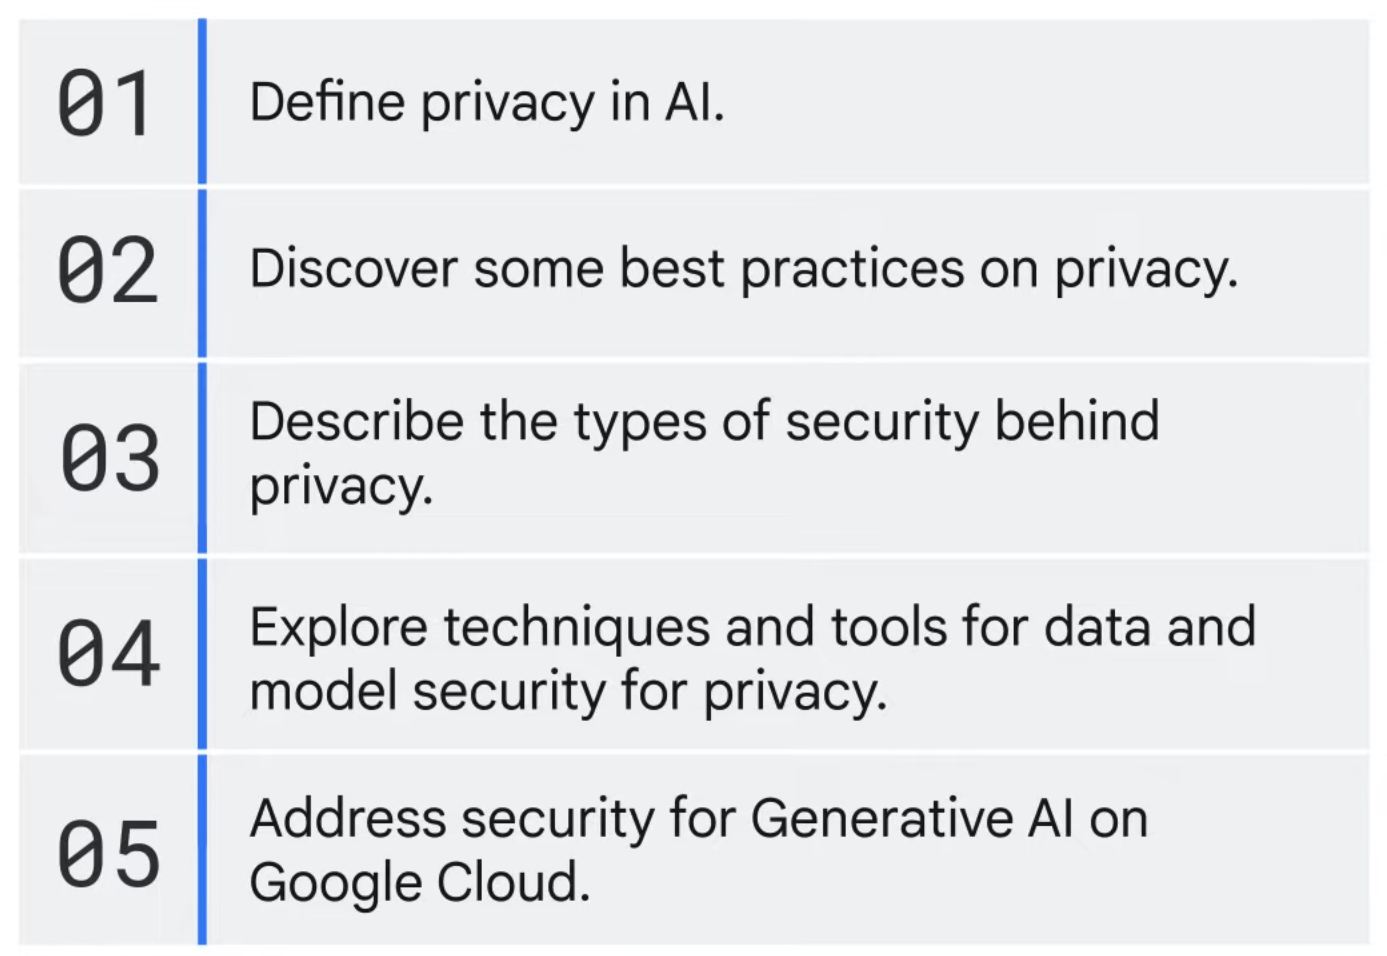 01
Define privacy in AI.
02
Discover some best practices on privacy.
03
Describe the types of security behind
privacy.
04
Explore techniques and tools for data and
model security for privacy.
05
Address security for Generative AI on
Google Cloud.